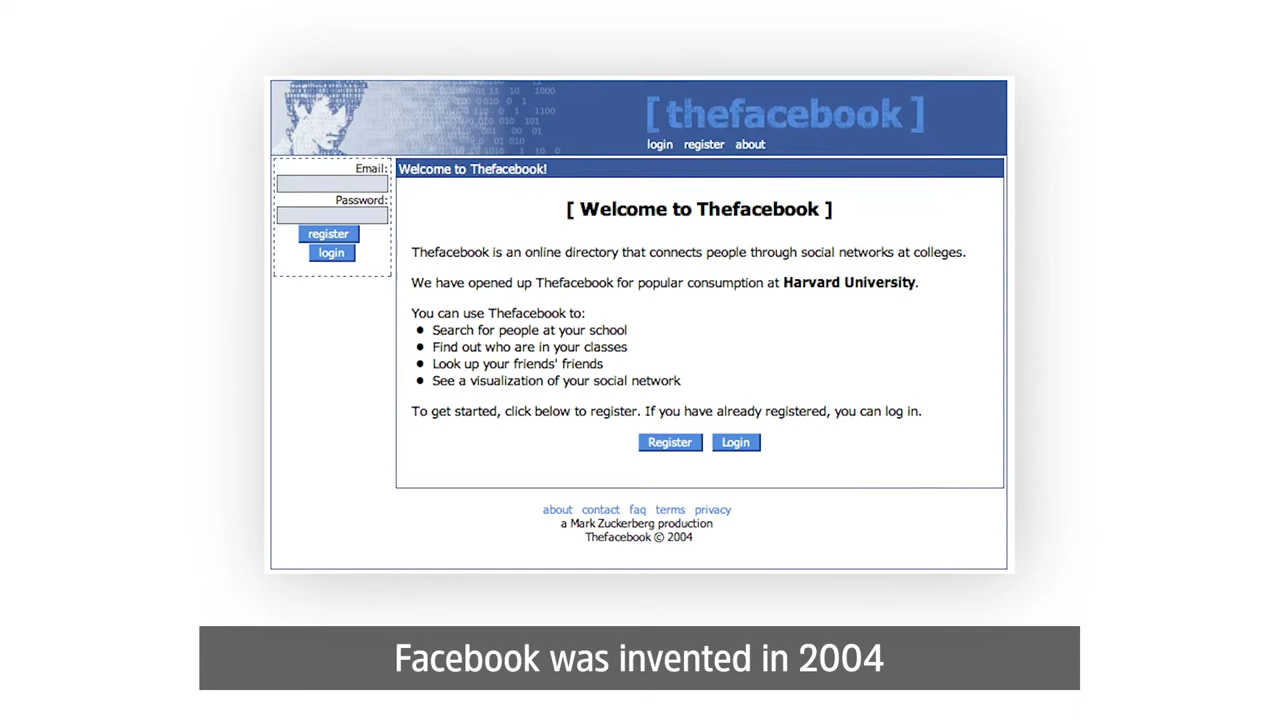 [ thefacebook ]
login register about
Email:
Password:
register
login
Welcome to Thefacebook!
[ Welcome to Thefacebook ]
Thefacebook is an online directory that connects people through social networks at colleges.
We have opened up Thefacebook for popular consumption at Harvard University.
You can use Thefacebook to:
• Search for people at your school
• Find out who are in your classes
• Look up your friends' friends
• See a visualization of your social network
To get started, click below to register. If you have already registered, you can log in.
Register Login
about contact faq terms privacy
a Mark Zuckerberg production
Thefacebook © 2004
Facebook was invented in 2004